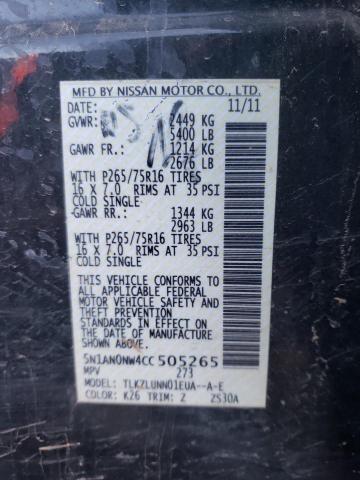 MFD BY NISSAN MOTOR CO., LTD.
DATE: 11/11
GVWR: 2449 KG
5400 LB
GAWR FR: 1214 KG
2676 LB
WITH P265/75R16 TIRES
16 X 7.0 RIMS AT 35 PSI
COLD SINGLE
GAWR RR: 1344 KG
2963 LB
WITH P265/75R16 TIRES
16 X 7.0 RIMS AT 35 PSI
COLD SINGLE
THIS VEHICLE CONFORMS TO
ALL APPLICABLE FEDERAL
MOTOR VEHICLE SAFETY AND
THEFT PREVENTION
STANDARDS IN EFFECT ON
THE DATE OF MANUFACTURE
SHOWN ABOVE.
5N1AN0NW4CC505265
MPV 273
MODEL: TLKZLUNN01EUA--A-E
COLOR: K26 TRIM: Z ZS30A